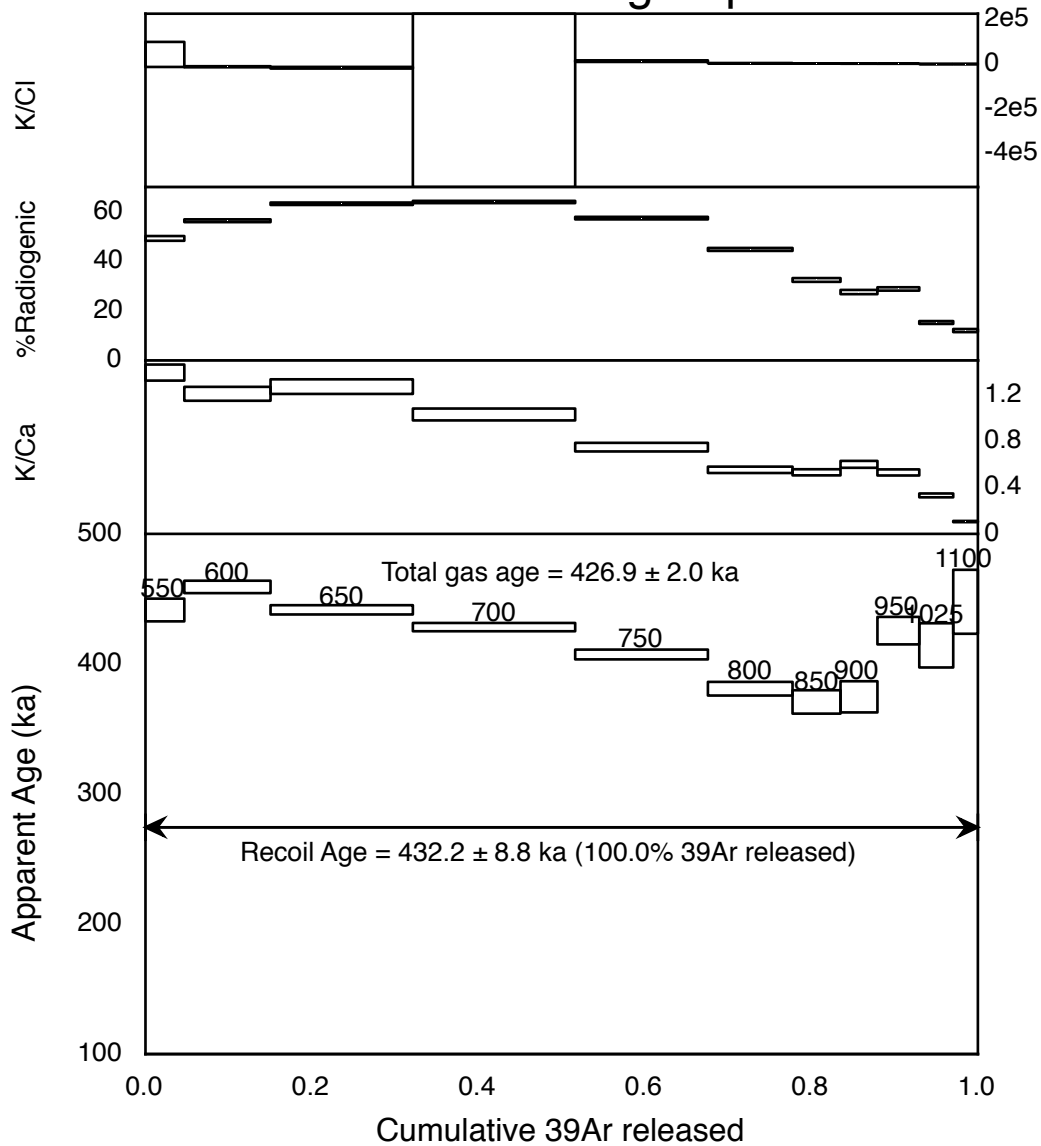 2e5
0
-2e5
-4e5
K/Cl
60
40
20
0
%Radiogenic
1.2
0.8
0.4
0
K/Ca
500
400
300
200
100
Apparent Age (ka)
Total gas age = 426.9 ± 2.0 ka
550
600
650
700
750
800
850
900
950
1025
1100
Recoil Age = 432.2 ± 8.8 ka (100.0% 39Ar released)
0.0 0.2 0.4 0.6 0.8 1.0
Cumulative 39Ar released